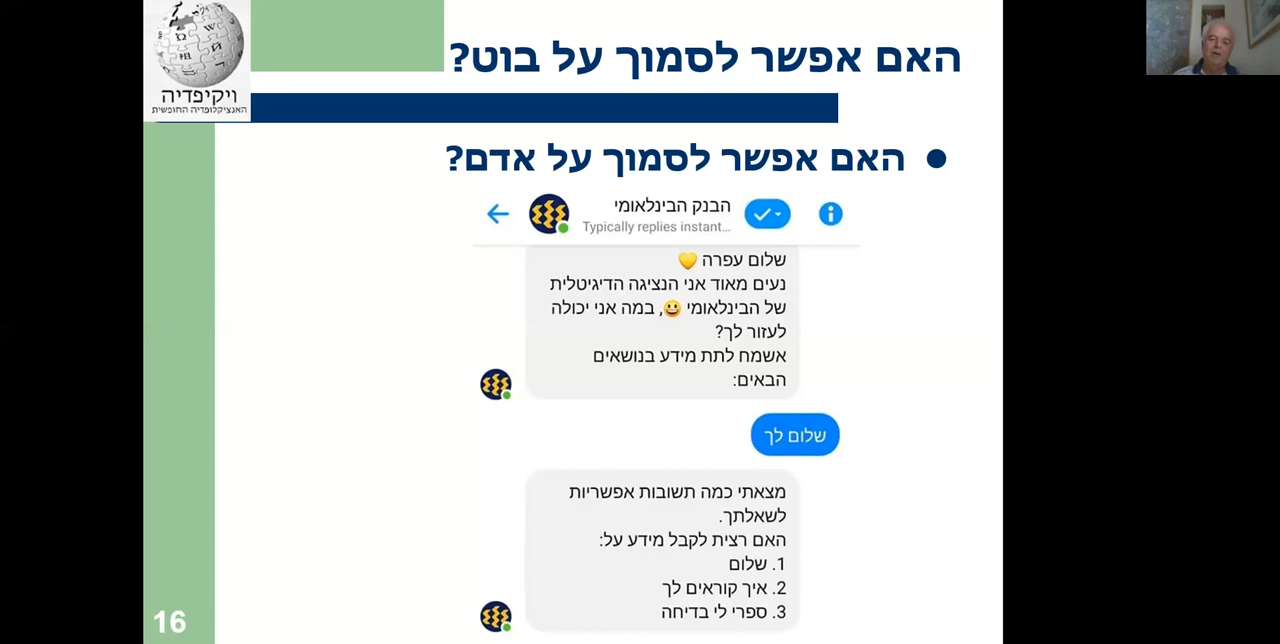 האם אפשר לסמוך על בוט?
ויקיפדיה
האנציקלופדיה החופשית
האם אפשר לסמוך על אדם?
הבנק הבינלאומי
Typically replies instant...
שלום עפרה
נעים מאוד אני הנציגה הדיגיטלית
של הבינלאומי, במה אני יכולה
לעזור לך?
אשמח לתת מידע בנושאים
הבאים:
שלום לך
מצאתי כמה תשובות אפשריות
לשאלתך.
האם רצית לקבל מידע על:
1. שלום
2. איך קוראים לך
3. ספרי לי בדיחה
16